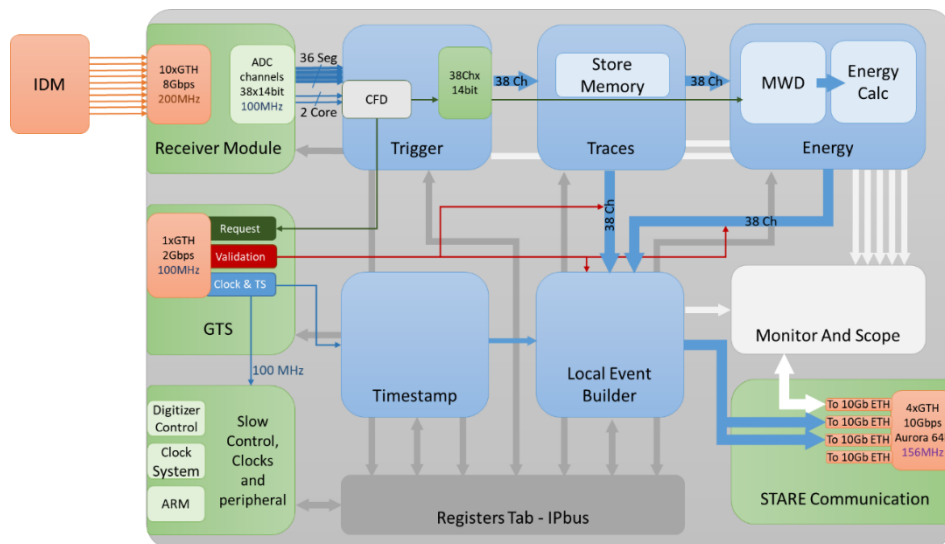 IDM
10xGTH
8Gbps
200MHz
ADC
channels
38x14bit
100MHz
Receiver Module
36 Seg
2 Core
CFD
38Chx
14bit
Trigger
38 Ch
Store
Memory
Traces
38 Ch
MWD
Energy
Calc
Energy
1xGTH
2Gbps
100MHz
Request
Validation
Clock & TS
GTS
38 Ch
38 Ch
100 MHz
Timestamp
Local Event
Builder
Monitor And Scope
Digitizer
Control
Clock
System
ARM
Slow
Control,
Clocks
and
peripheral
Registers Tab - IPbus
To 10Gb ETH
To 10Gb ETH
To 10Gb ETH
To 10Gb ETH
4xGTH
10Gbps
Aurora 64
156MHz
STARE Communication